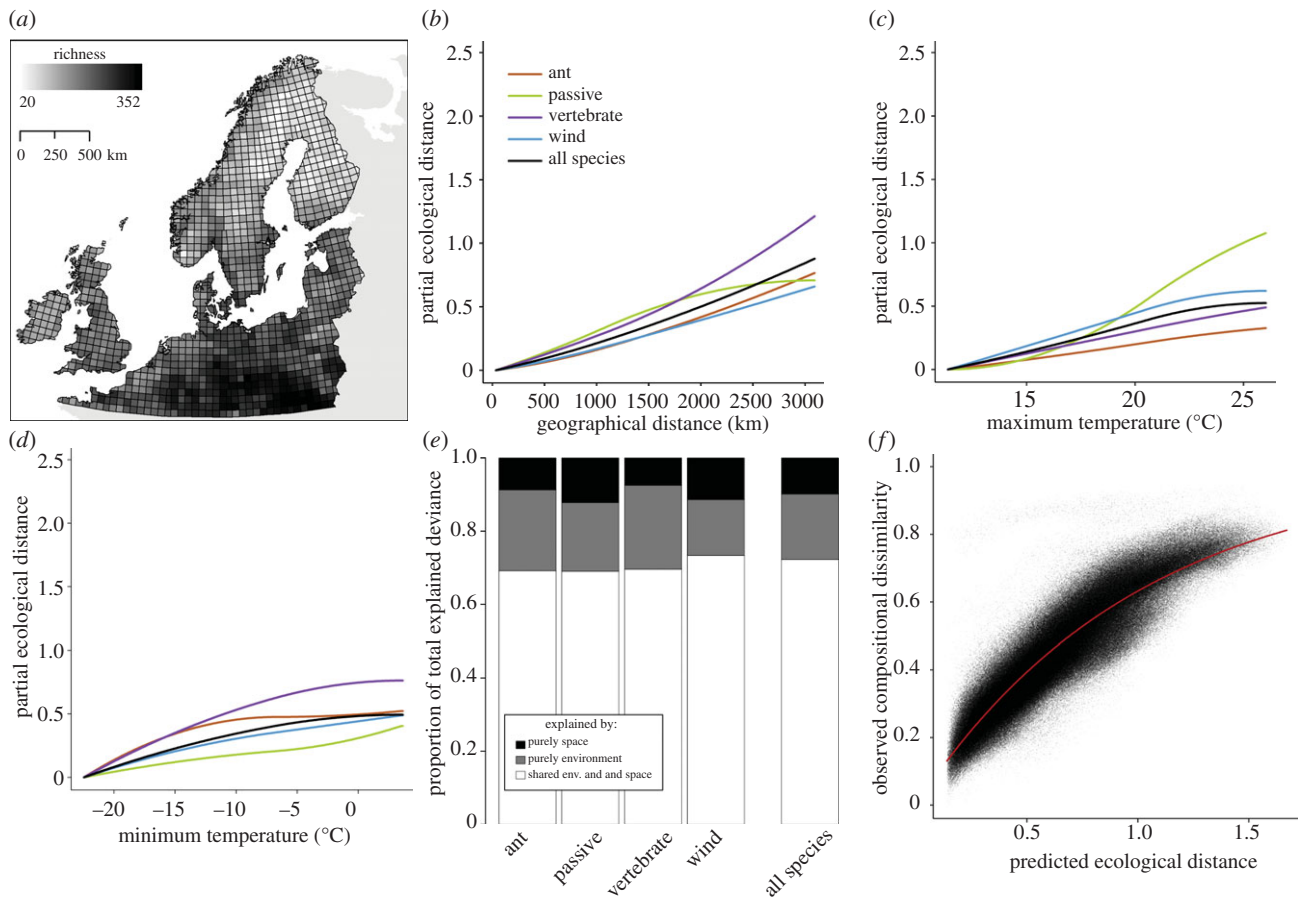 (a)
richness
20 352
0 250 500 km
(b)
partial ecological distance
2.5
2.0
1.5
1.0
0.5
0
ant
passive
vertebrate
wind
all species
0 500 1000 1500 2000 2500 3000
geographical distance (km)
(c)
partial ecological distance
2.5
2.0
1.5
1.0
0.5
0
15 20 25
maximum temperature (°C)
(d)
partial ecological distance
2.5
2.0
1.5
1.0
0.5
0
–20 –15 –10 –5 0
minimum temperature (°C)
(e)
proportion of total explained deviance
1.0
0.8
0.6
0.4
0.2
0
explained by:
purely space
purely environment
shared env. and and space
ant passive vertebrate wind all species
(f)
observed compositional dissimilarity
1.0
0.8
0.6
0.4
0.2
0
0.5 1.0 1.5
predicted ecological distance